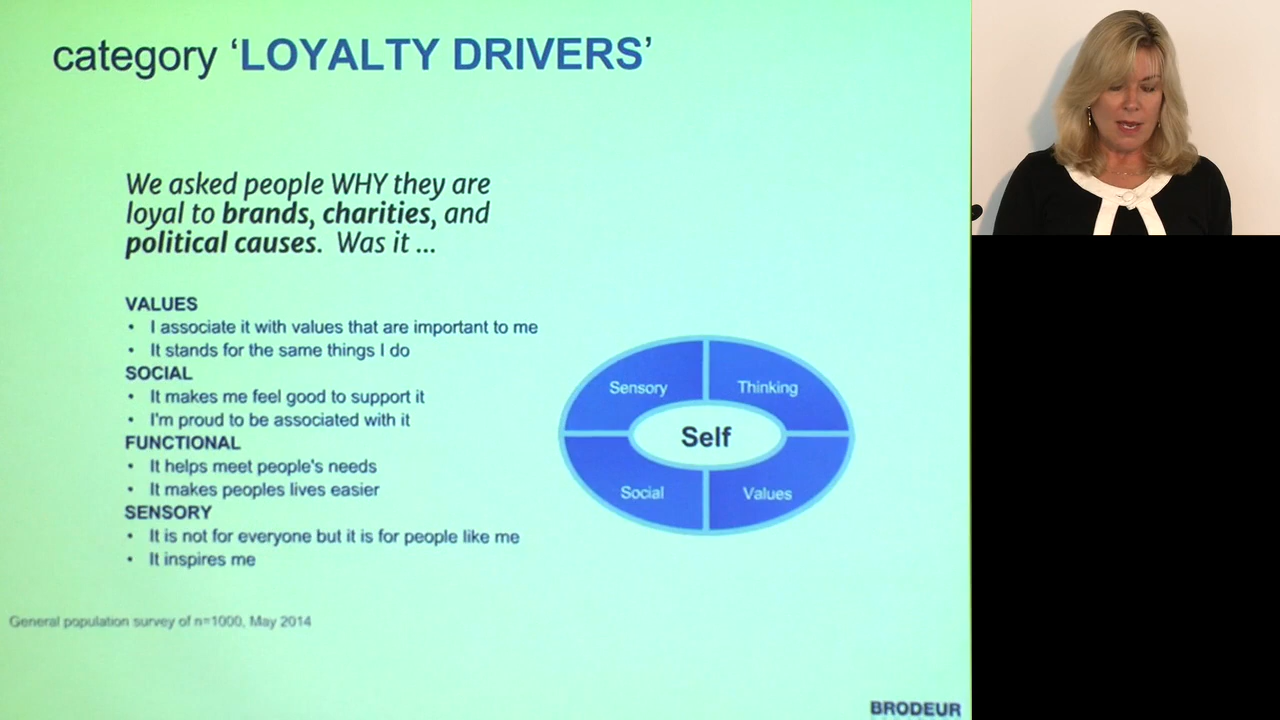 category ‘LOYALTY DRIVERS’
We asked people WHY they are
loyal to brands, charities, and
political causes. Was it ...
VALUES
• I associate it with values that are important to me
• It stands for the same things I do
SOCIAL
• It makes me feel good to support it
• I'm proud to be associated with it
FUNCTIONAL
• It helps meet people's needs
• It makes peoples lives easier
SENSORY
• It is not for everyone but it is for people like me
• It inspires me
Sensory
Thinking
Self
Social
Values
General population survey of n=1000, May 2014
BRODEUR